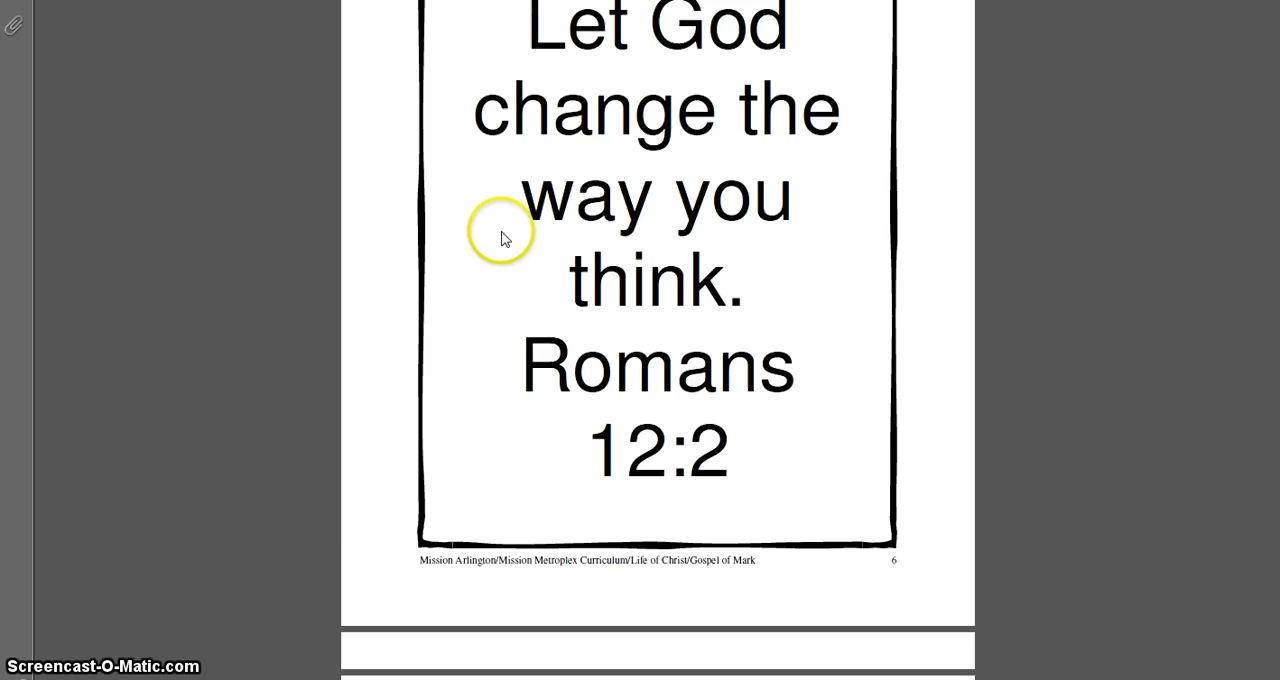 Let God
change the
way you
think.
Romans
12:2
Mission Arlington/Mission Metroplex Curriculum/Life of Christ/Gospel of Mark 6
Screencast-O-Matic.com